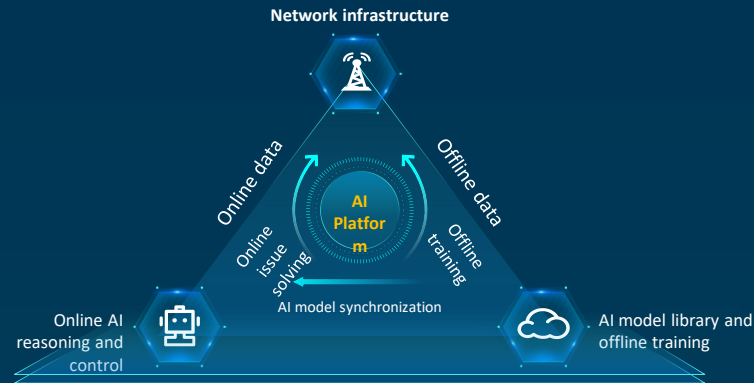 Network infrastructure
Online data
Offline data
AI
Platfor
m
Online
issue
solving
Offline
training
AI model synchronization
Online AI
reasoning and
control
AI model library and
offline training